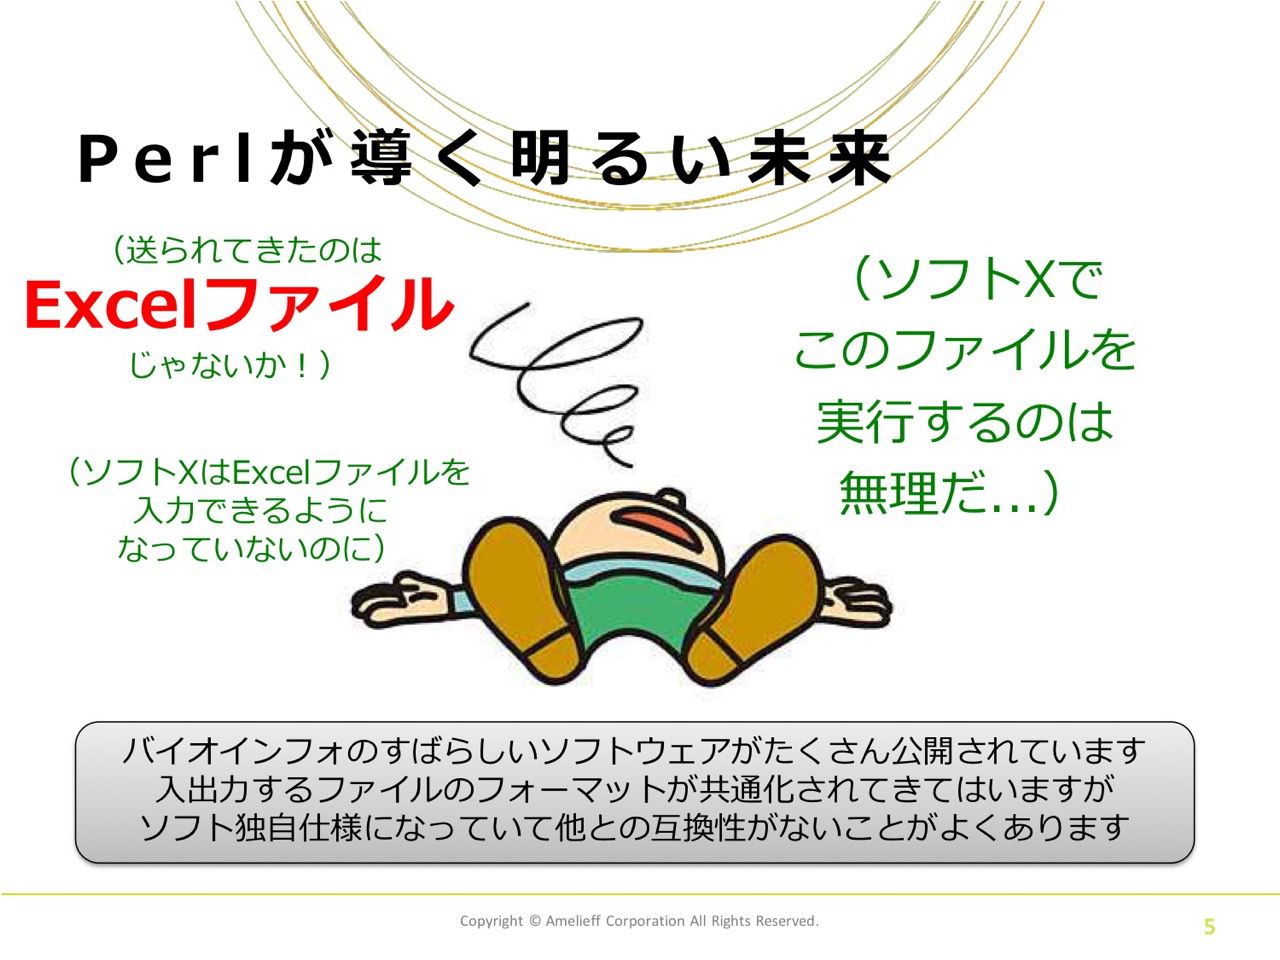 Perlが導く明るい未来
（送られてきたのは
Excelファイル
じゃないか！）
（ソフトXはExcelファイルを
入力できるように
なっていないのに）
（ソフトXで
このファイルを
実行するのは
無理だ…）
バイオインフォのすばらしいソフトウェアがたくさん公開されています
入出力するファイルのフォーマットが共通化されてきてはいますが
ソフト独自仕様になっていて他との互換性がないことがよくあります
Copyright © Amelieff Corporation All Rights Reserved.
5